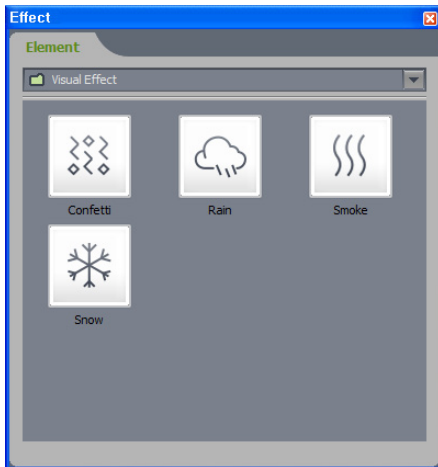 Effect
Element
Visual Effect
Confetti
Rain
Smoke
Snow